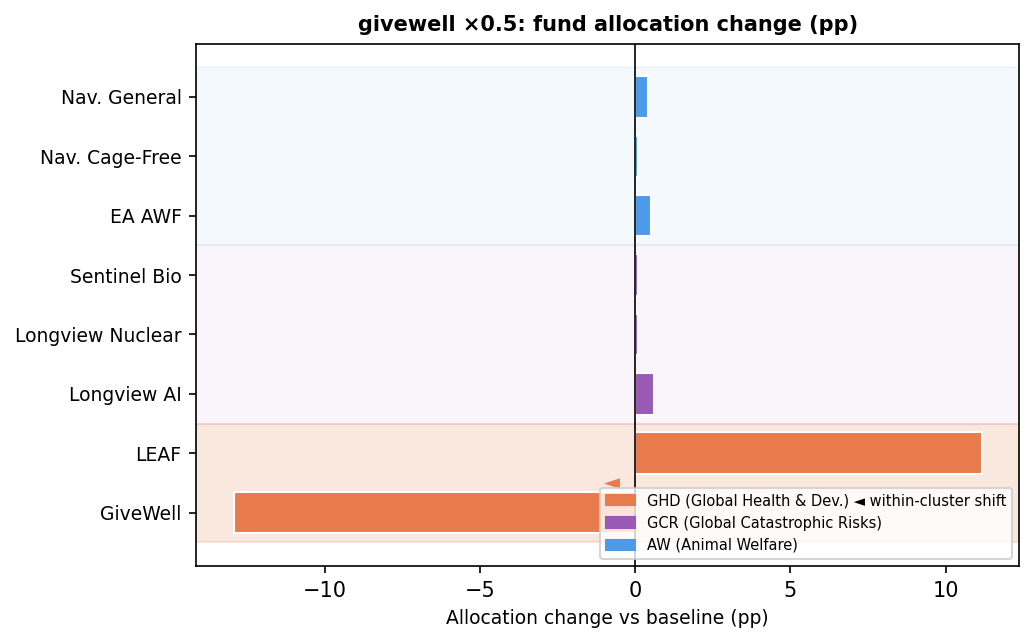 givewell ×0.5: fund allocation change (pp)
Nav. General
Nav. Cage-Free
EA AWF
Sentinel Bio
Longview Nuclear
Longview AI
LEAF
GiveWell
GHD (Global Health & Dev.) ◄ within-cluster shift
GCR (Global Catastrophic Risks)
AW (Animal Welfare)
−10 −5 0 5 10
Allocation change vs baseline (pp)